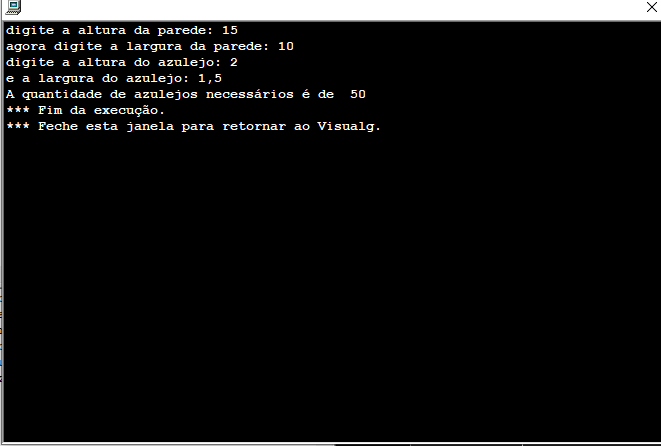 digite a altura da parede: 15
agora digite a largura da parede: 10
digite a altura do azulejo: 2
e a largura do azulejo: 1,5
A quantidade de azulejos necessários é de  50
*** Fim da execução.
*** Feche esta janela para retornar ao Visualg.